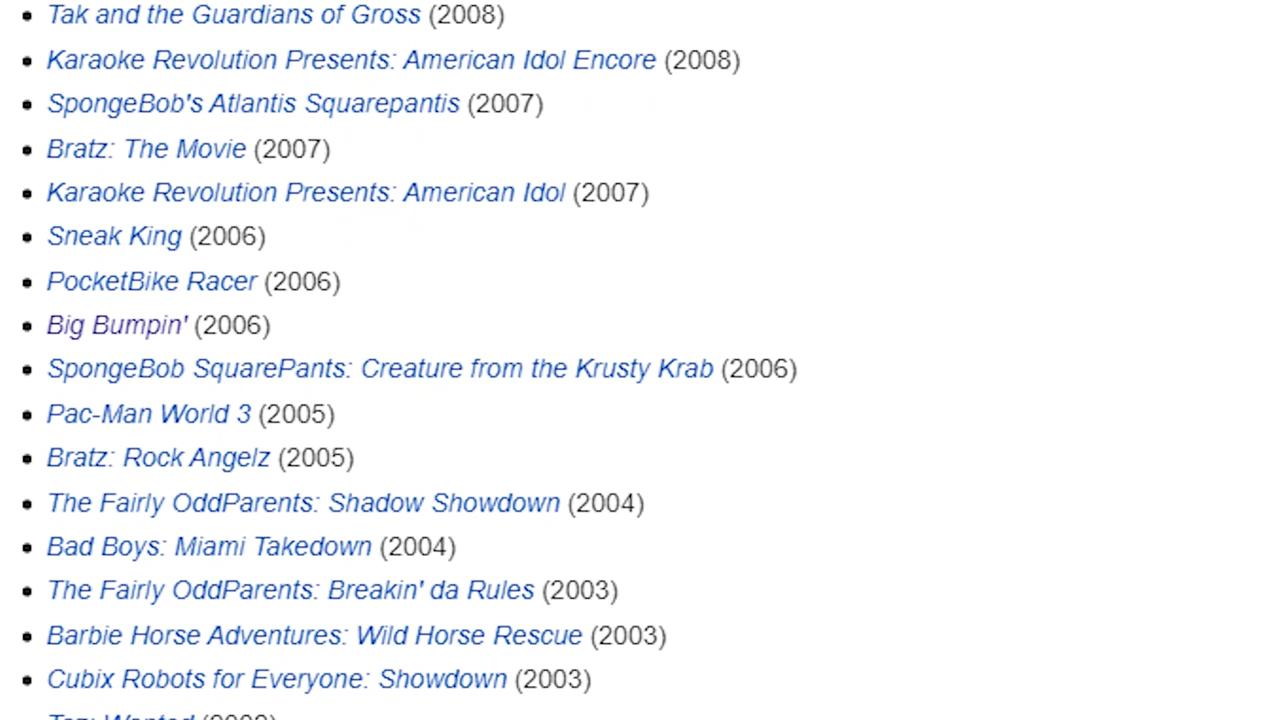 Tak and the Guardians of Gross (2008)
Karaoke Revolution Presents: American Idol Encore (2008)
SpongeBob's Atlantis Squarepantis (2007)
Bratz: The Movie (2007)
Karaoke Revolution Presents: American Idol (2007)
Sneak King (2006)
PocketBike Racer (2006)
Big Bumpin' (2006)
SpongeBob SquarePants: Creature from the Krusty Krab (2006)
Pac-Man World 3 (2005)
Bratz: Rock Angelz (2005)
The Fairly OddParents: Shadow Showdown (2004)
Bad Boys: Miami Takedown (2004)
The Fairly OddParents: Breakin' da Rules (2003)
Barbie Horse Adventures: Wild Horse Rescue (2003)
Cubix Robots for Everyone: Showdown (2003)